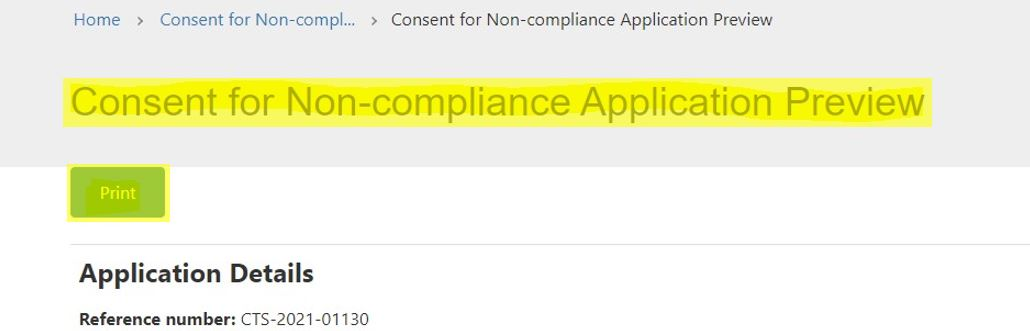 Home > Consent for Non-compl... > Consent for Non-compliance Application Preview
Consent for Non-compliance Application Preview
Print
Application Details
Reference number: CTS-2021-01130